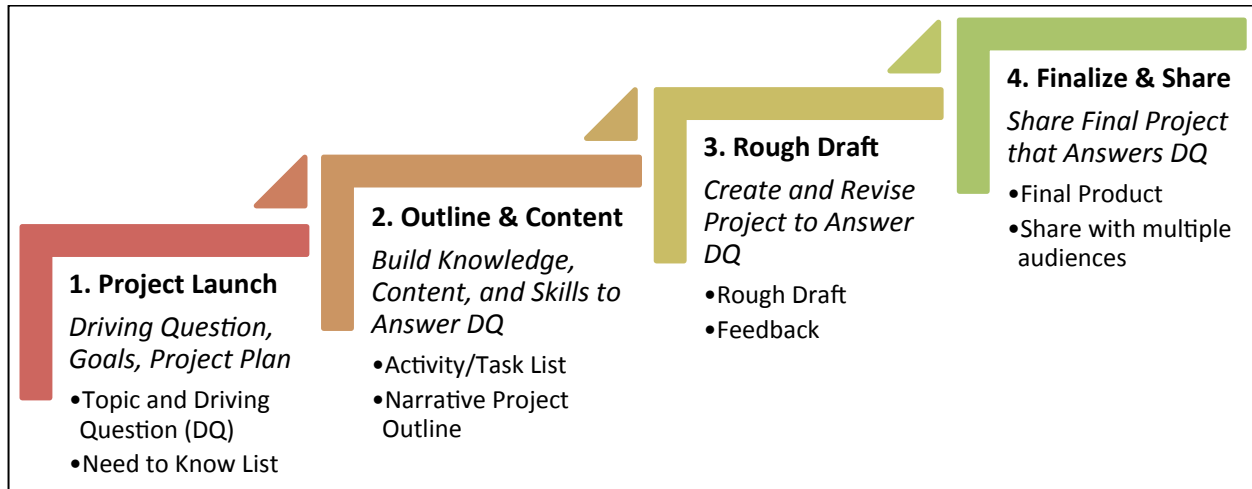 1. Project Launch
Driving Question,
Goals, Project Plan
•Topic and Driving
Question (DQ)
•Need to Know List
2. Outline & Content
Build Knowledge,
Content, and Skills to
Answer DQ
•Activity/Task List
•Narrative Project
Outline
3. Rough Draft
Create and Revise
Project to Answer
DQ
•Rough Draft
•Feedback
4. Finalize & Share
Share Final Project
that Answers DQ
•Final Product
•Share with multiple
audiences